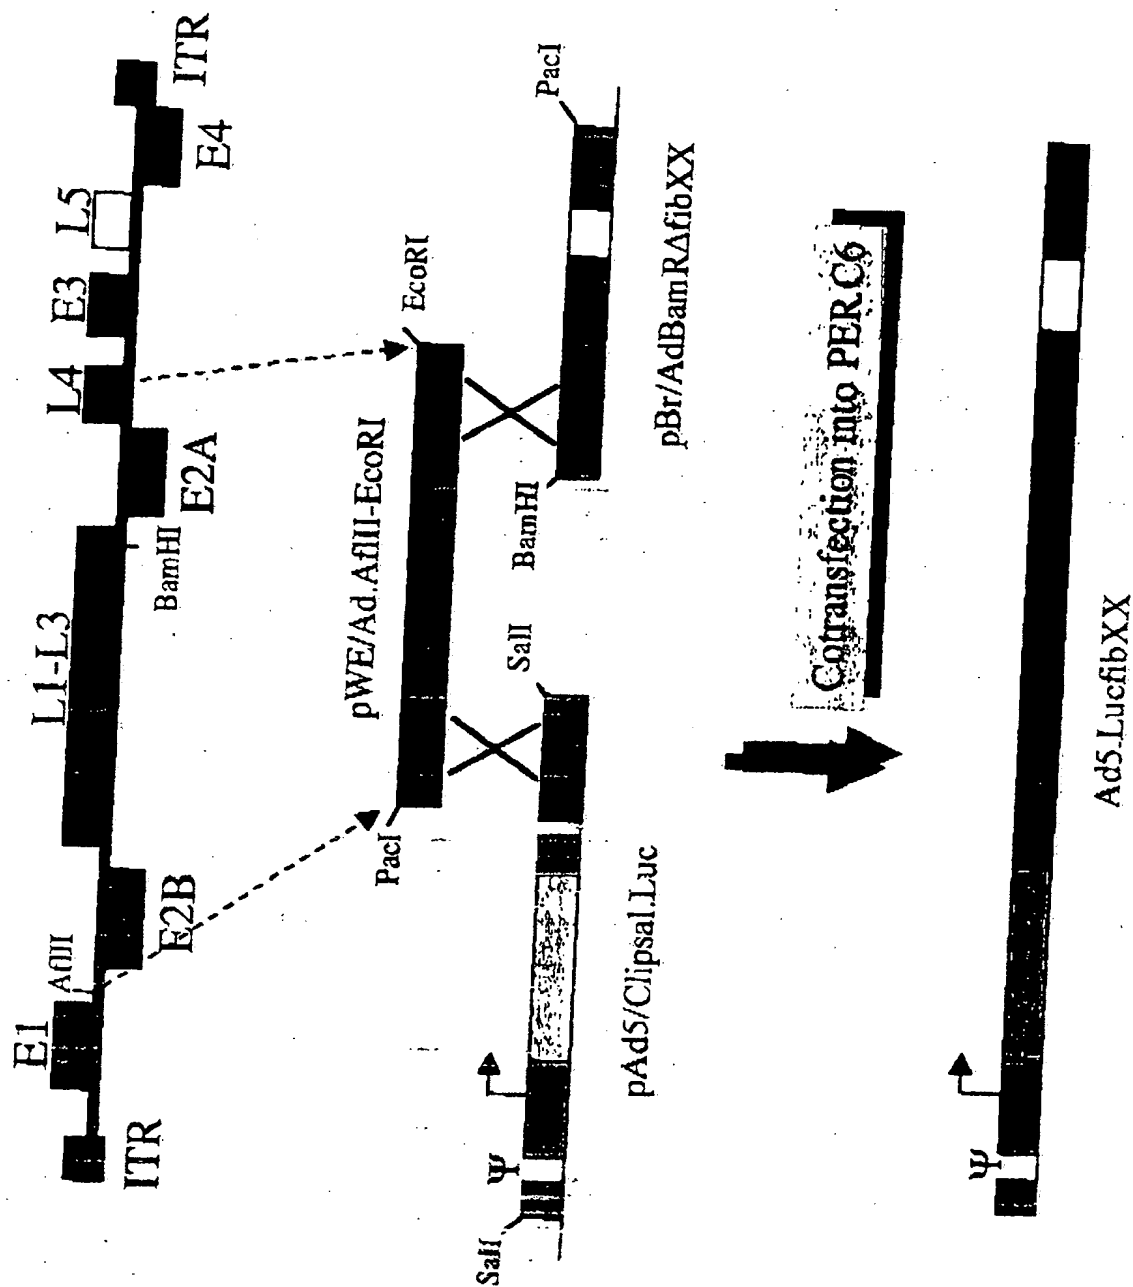 ITR
E1
AflII
E2B
L1-L3
BamHI
E2A
L4
E3
L5
E4
ITR
PacI
pWE/Ad.AflII-EcoRI
EcoRI
SalI
Ψ
SalI
BamHI
PacI
pAd5/Clipsal.Luc
pBr/AdBamRΔfibXX
Cotransfection into PER.C6
Ψ
Ad5.LucfibXX